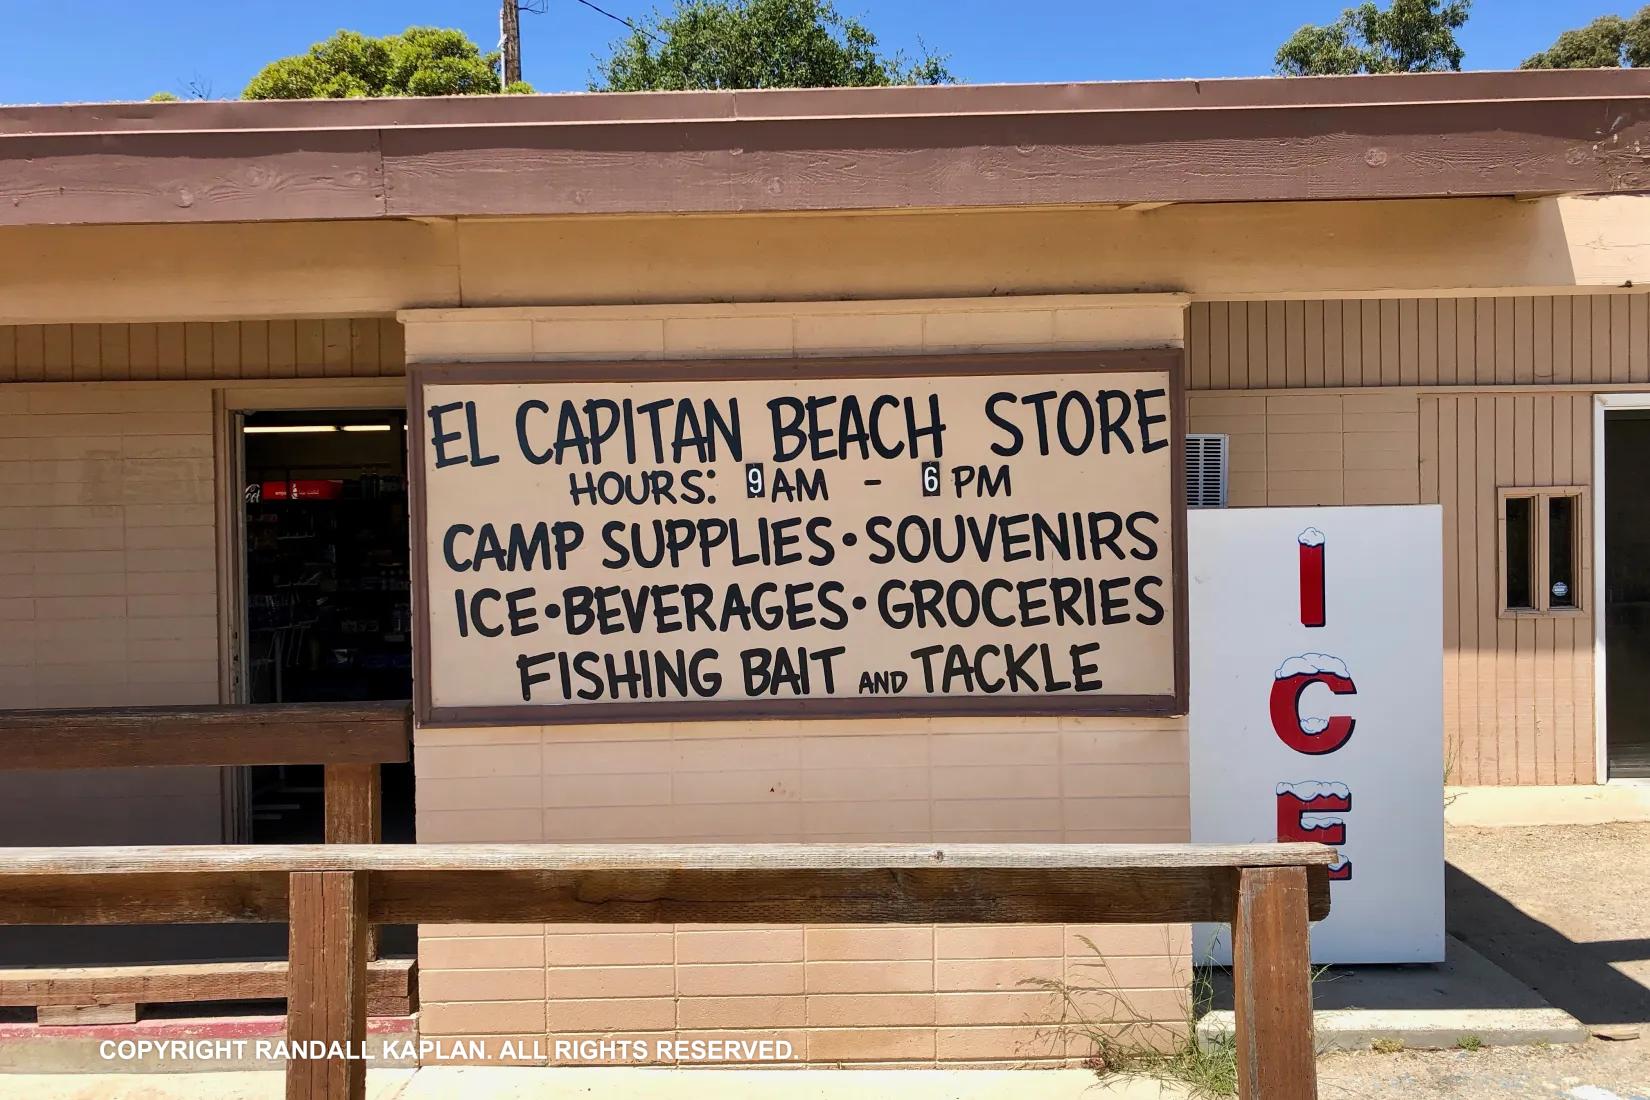 EL CAPITAN BEACH STORE
HOURS: 9AM - 6PM
CAMP SUPPLIES • SOUVENIRS
ICE • BEVERAGES • GROCERIES
FISHING BAIT AND TACKLE
ICE
COPYRIGHT RANDALL KAPLAN. ALL RIGHTS RESERVED.